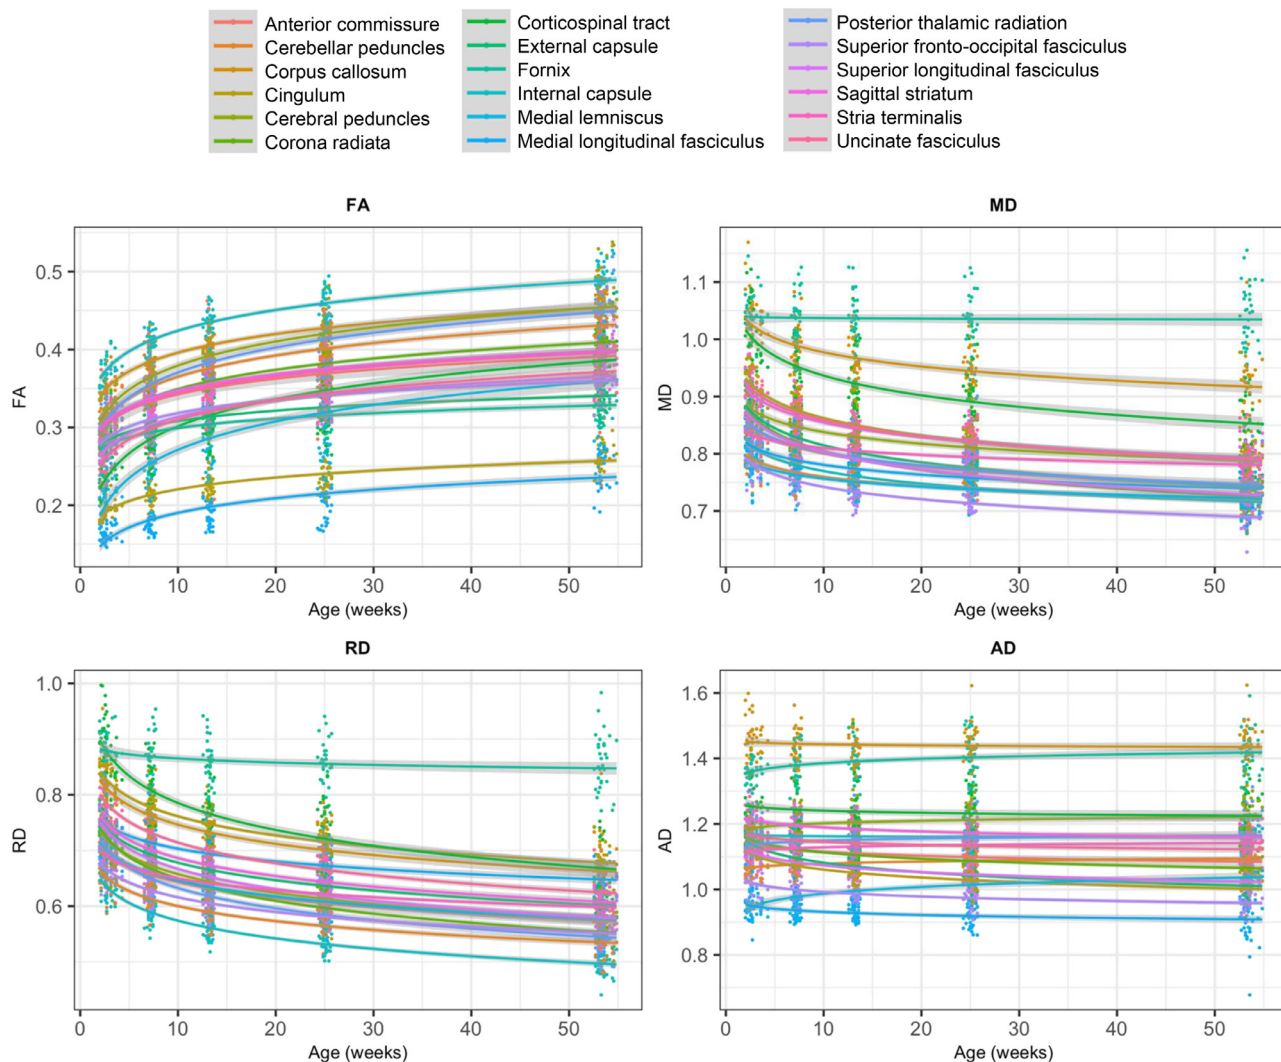 Anterior commissure
Cerebellar peduncles
Corpus callosum
Cingulum
Cerebral peduncles
Corona radiata
Corticospinal tract
External capsule
Fornix
Internal capsule
Medial lemniscus
Medial longitudinal fasciculus
Posterior thalamic radiation
Superior fronto-occipital fasciculus
Superior longitudinal fasciculus
Sagittal striatum
Stria terminalis
Uncinate fasciculus
FA
0.5
0.4
0.3
0.2
FA
0 10 20 30 40 50
Age (weeks)
MD
1.1
1.0
0.9
0.8
0.7
MD
0 10 20 30 40 50
Age (weeks)
RD
1.0
0.8
0.6
RD
0 10 20 30 40 50
Age (weeks)
AD
1.6
1.4
1.2
1.0
0.8
AD
0 10 20 30 40 50
Age (weeks)